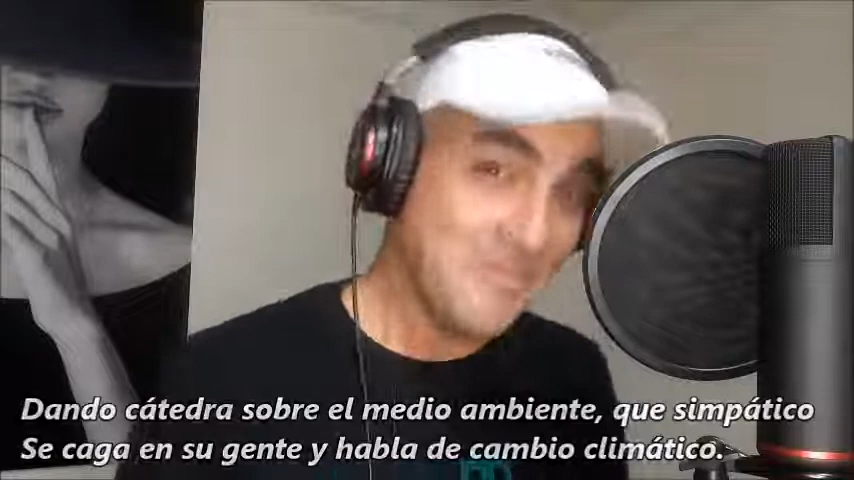 Dando cátedra sobre el medio ambiente, que simpático
Se caga en su gente y habla de cambio climático.